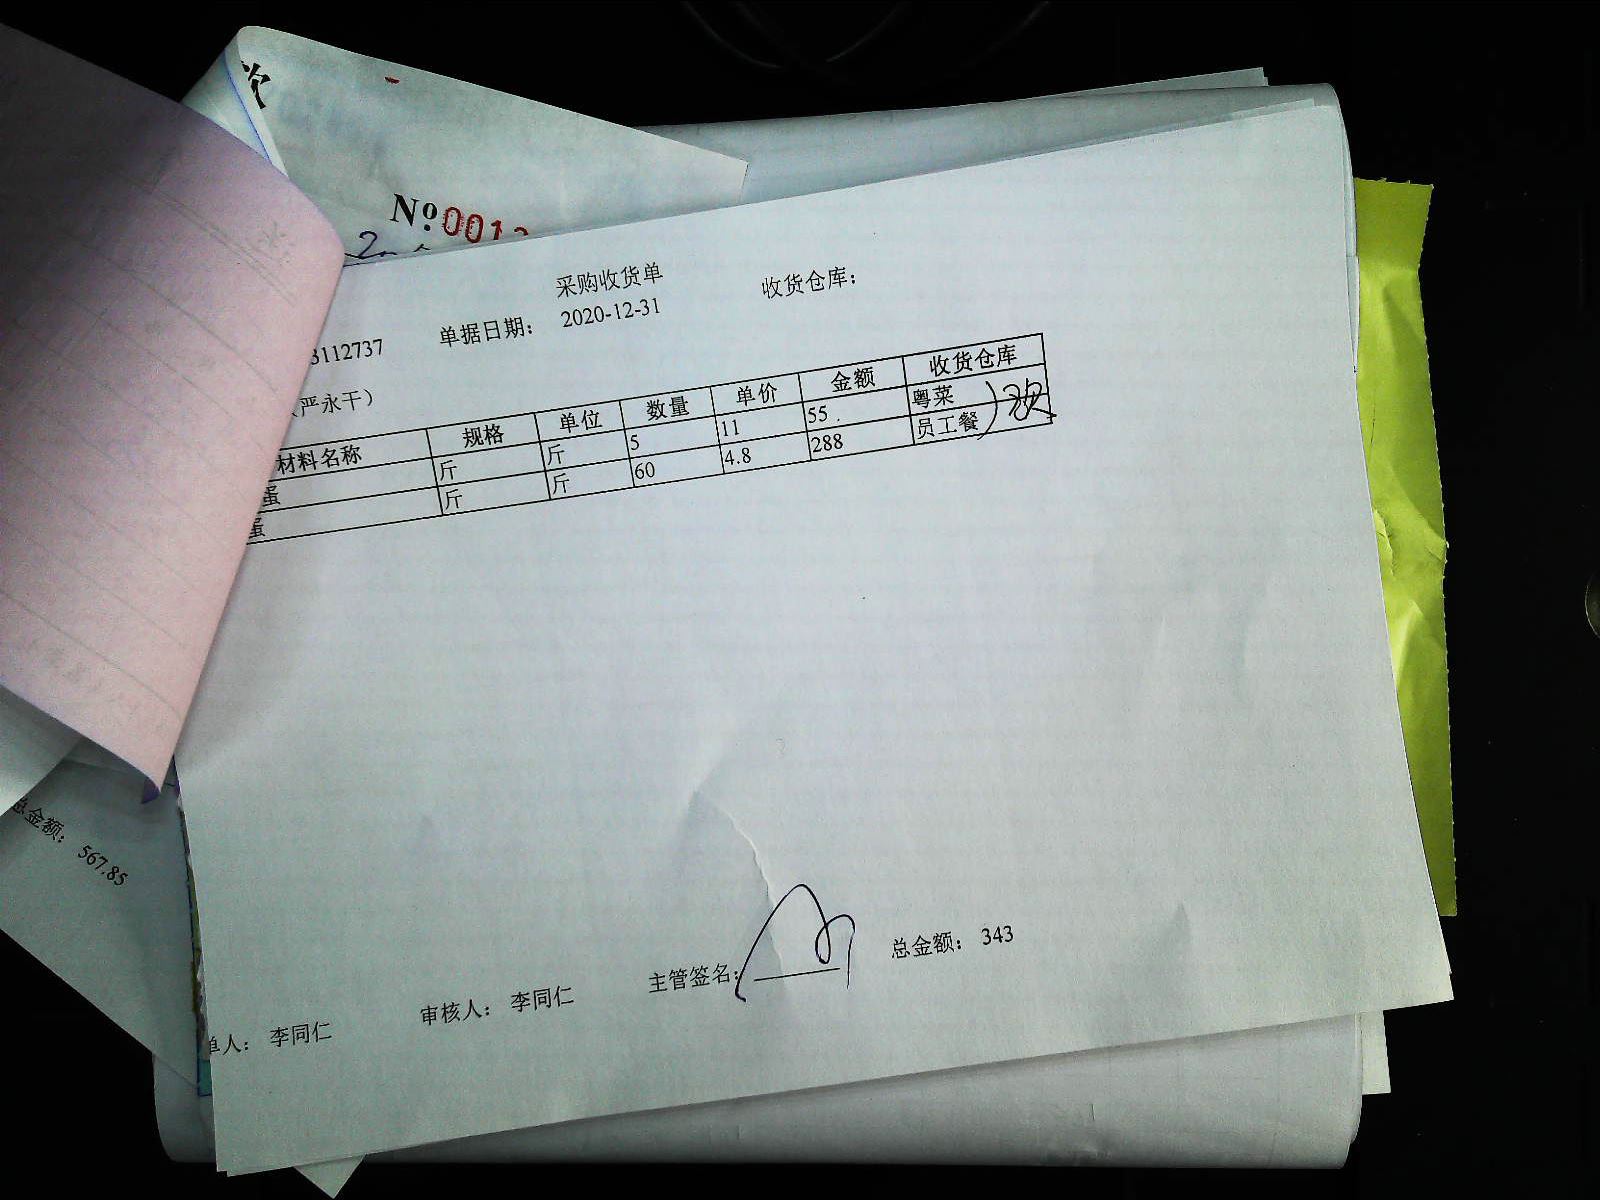 欢
№001
采购收货单
收货仓库：
3112737 单据日期： 2020-12-31
(严永干)
材料名称 规格 单位 数量 单价 金额 收货仓库
蛋 斤 斤 5 11 55 粤菜
蛋 斤 斤 60 4.8 288 员工餐
总金额： 567.85
单人： 李同仁 审核人： 李同仁 主管签名： 总金额： 343